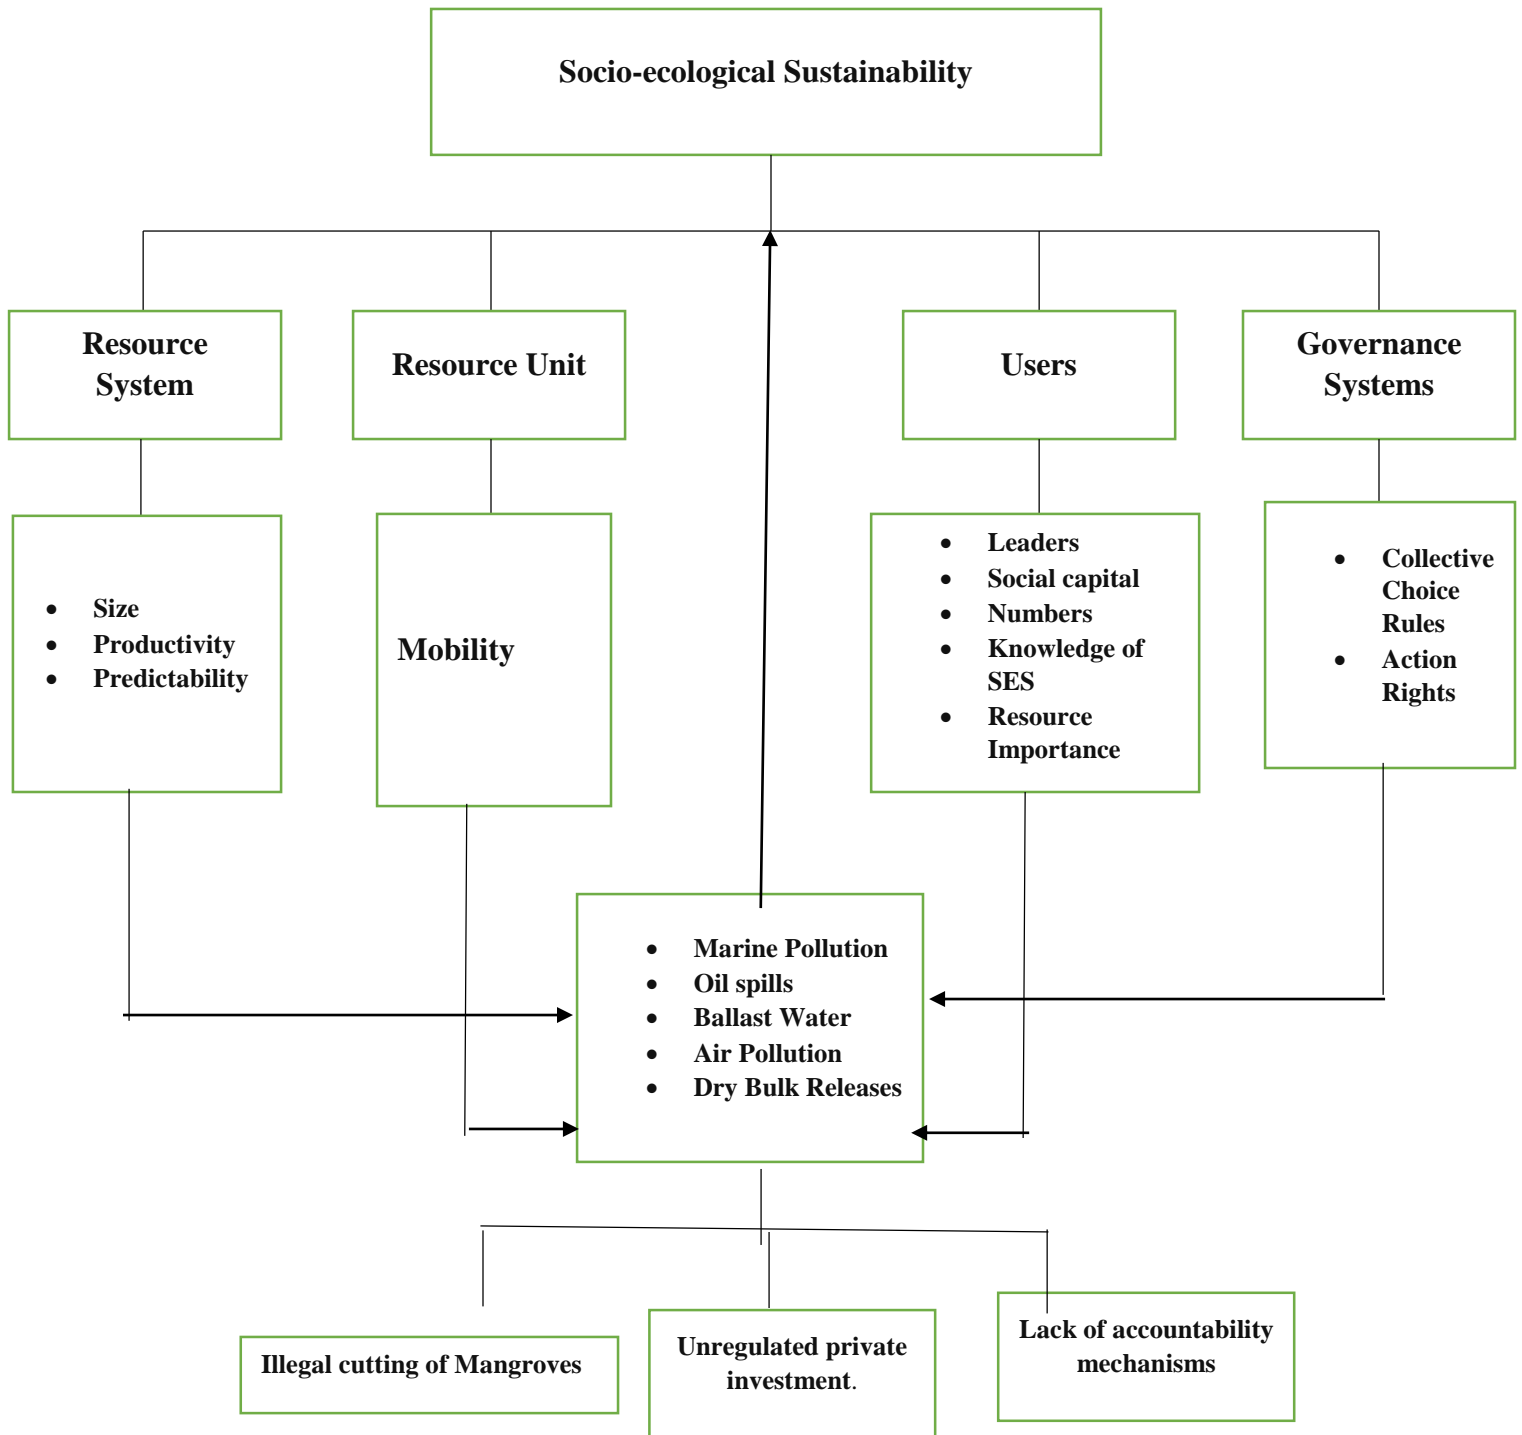 Socio-ecological Sustainability
Resource
System
Resource Unit
Users
Governance
Systems
• Size
• Productivity
• Predictability
Mobility
• Leaders
• Social capital
• Numbers
• Knowledge of
SES
• Resource
Importance
• Collective
Choice
Rules
• Action
Rights
• Marine Pollution
• Oil spills
• Ballast Water
• Air Pollution
• Dry Bulk Releases
Illegal cutting of Mangroves
Unregulated private
investment.
Lack of accountability
mechanisms